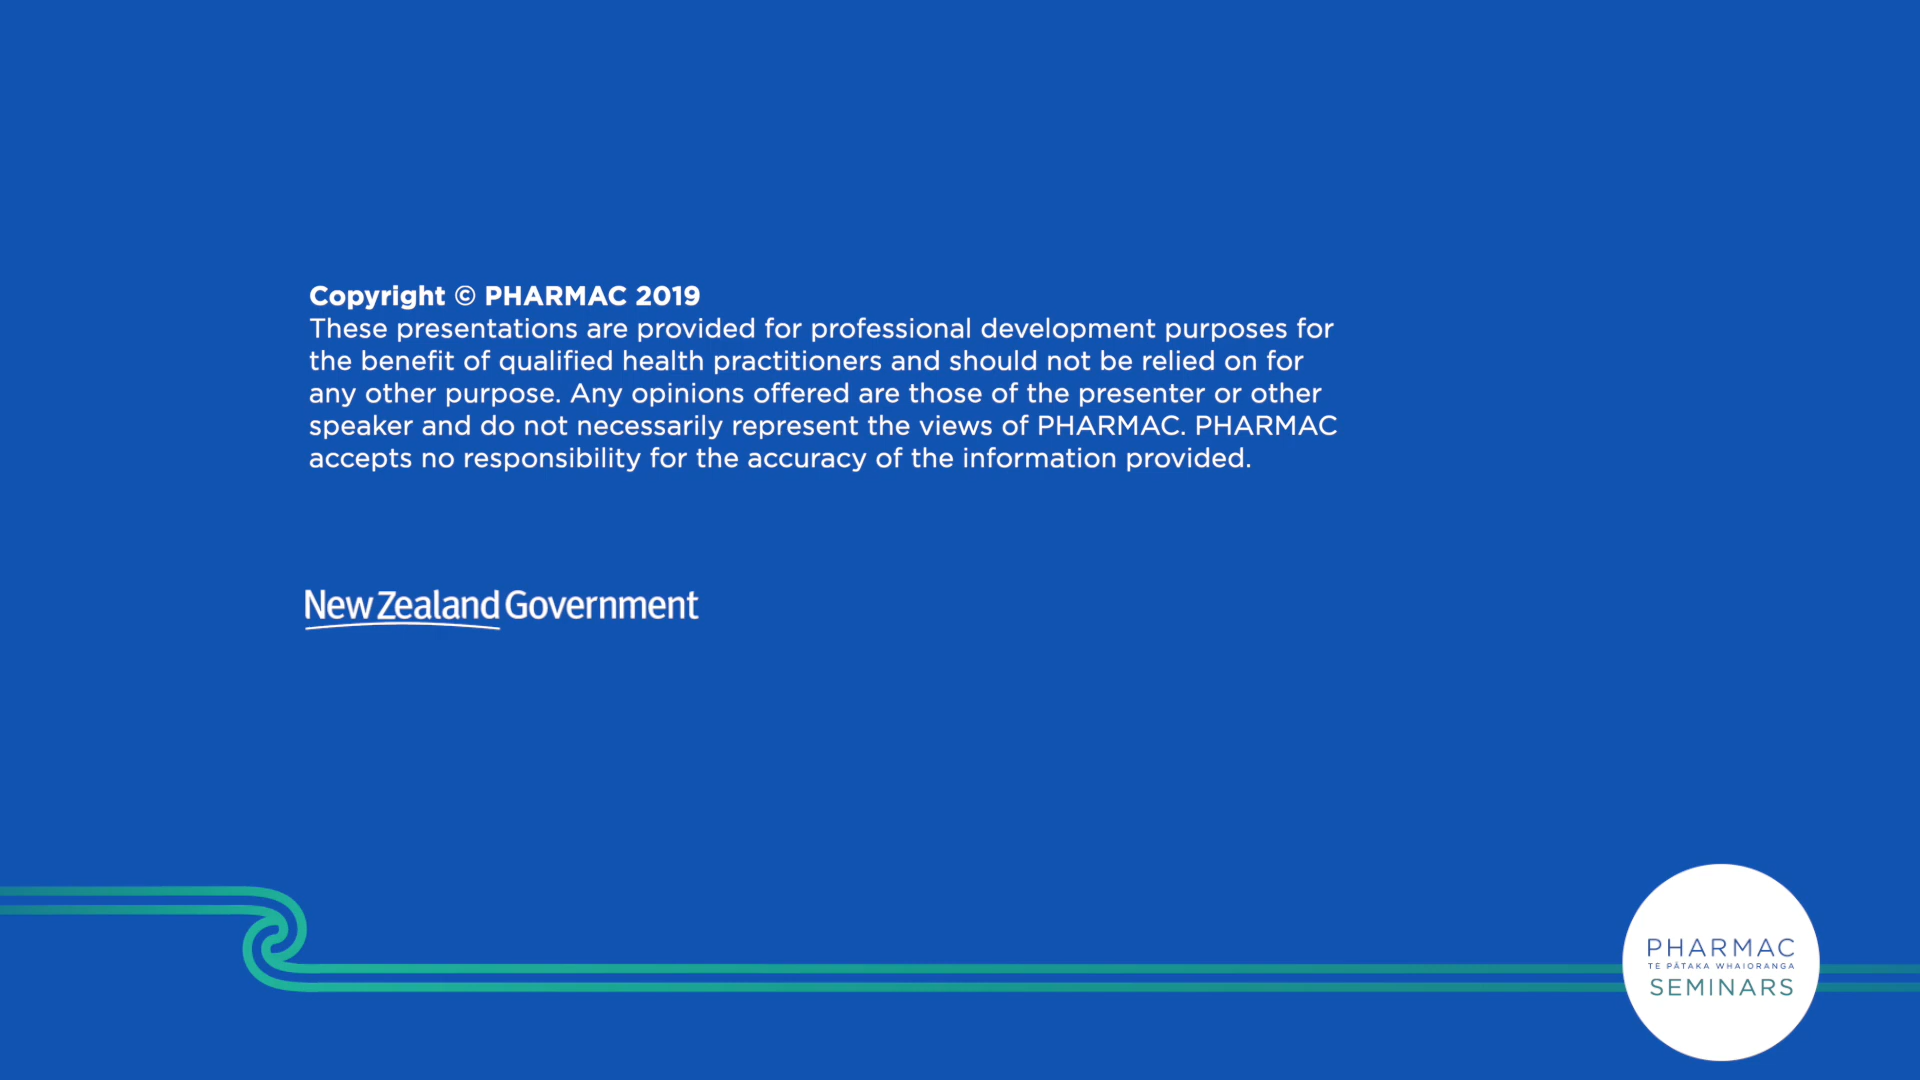 Copyright © PHARMAC 2019
These presentations are provided for professional development purposes for
the benefit of qualified health practitioners and should not be relied on for
any other purpose. Any opinions offered are those of the presenter or other
speaker and do not necessarily represent the views of PHARMAC. PHARMAC
accepts no responsibility for the accuracy of the information provided.
New Zealand Government
PHARMAC
TE PĀTAKA WHAIORANGA
SEMINARS